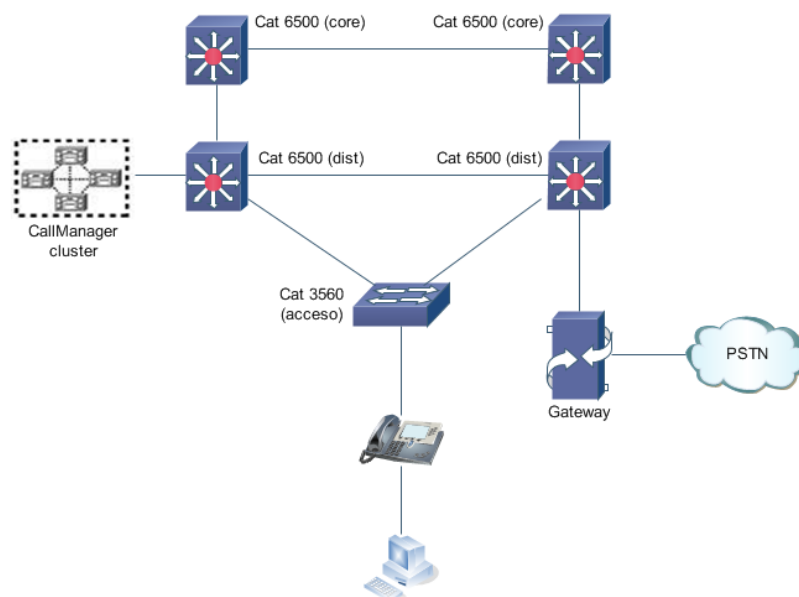 Cat 6500 (core)
Cat 6500 (core)
Cat 6500 (dist)
Cat 6500 (dist)
CallManager
cluster
Cat 3560
(acceso)
PSTN
Gateway